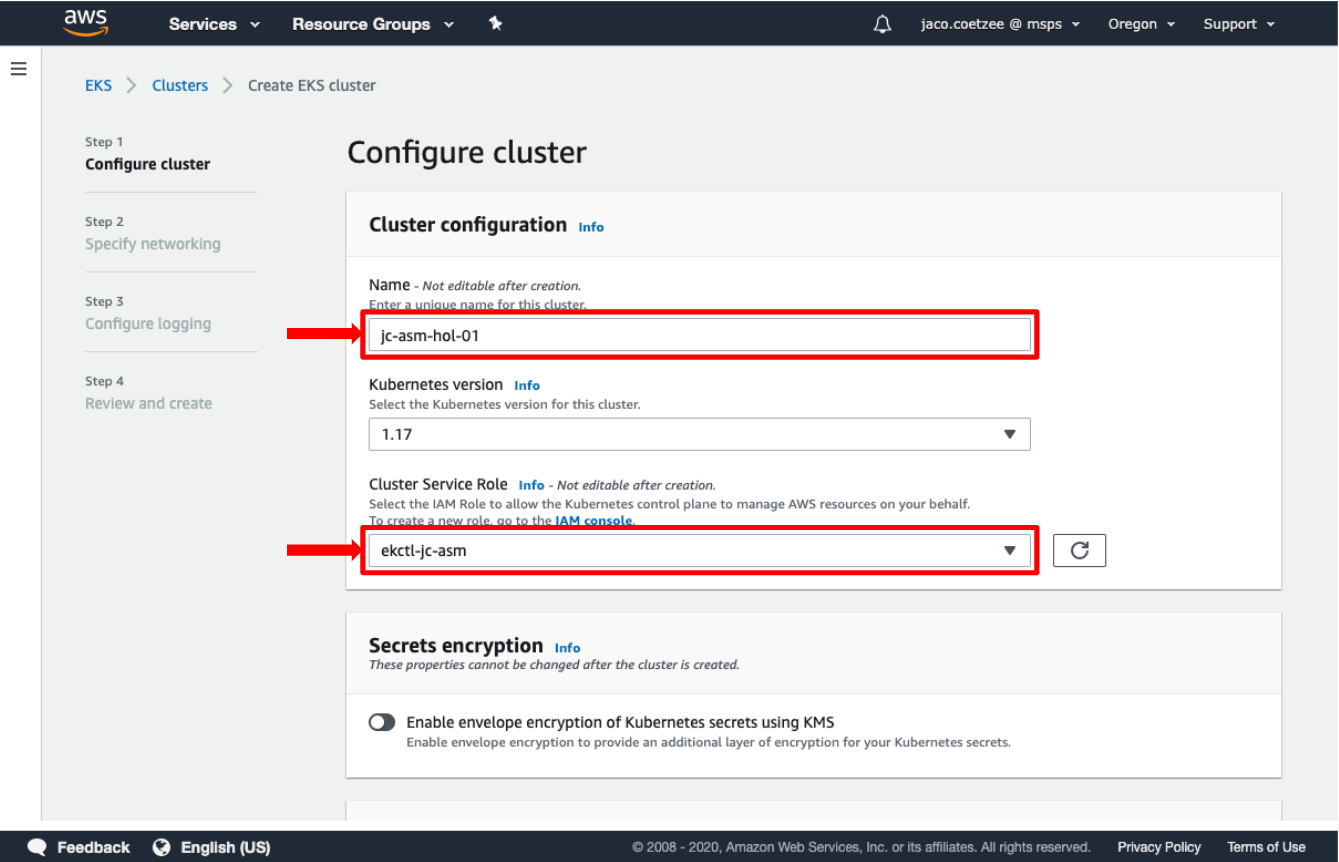 aws Services Resource Groups jaco.coetzee @ msps Oregon Support
EKS Clusters Create EKS cluster
Step 1
Configure cluster
Step 2
Specify networking
Step 3
Configure logging
Step 4
Review and create
Configure cluster
Cluster configuration Info
Name - Not editable after creation.
Enter a unique name for this cluster.
jc-asm-hol-01
Kubernetes version Info
Select the Kubernetes version for this cluster.
1.17
Cluster Service Role Info - Not editable after creation.
Select the IAM Role to allow the Kubernetes control plane to manage AWS resources on your behalf.
To create a new role, go to the IAM console.
ekctl-jc-asm
Secrets encryption Info
These properties cannot be changed after the cluster is created.
Enable envelope encryption of Kubernetes secrets using KMS
Enable envelope encryption to provide an additional layer of encryption for your Kubernetes secrets.
Feedback English (US) © 2008 - 2020, Amazon Web Services, Inc. or its affiliates. All rights reserved. Privacy Policy Terms of Use